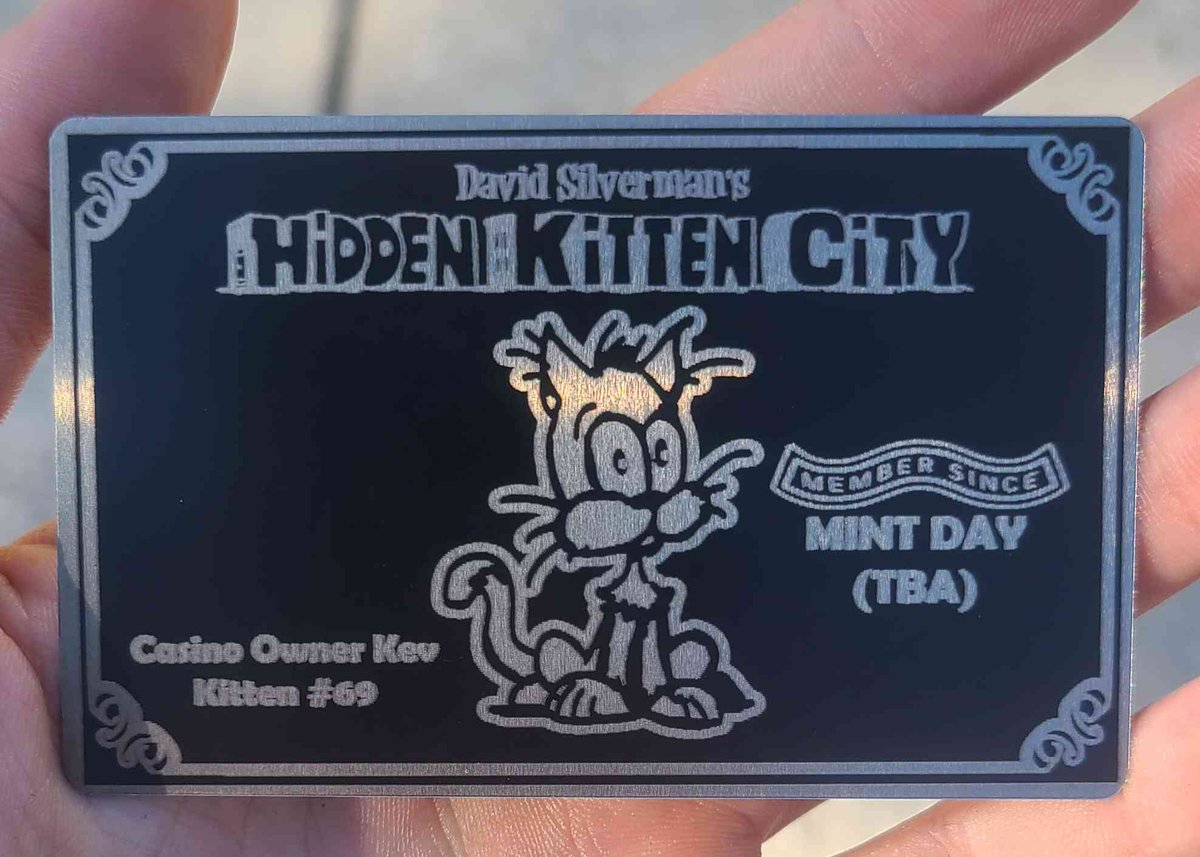 David Silverman's
HiDDEN KiTTEN CiTY
MEMBER SINCE
MINT DAY
(TBA)
Casino Owner Kev
Kitten #69